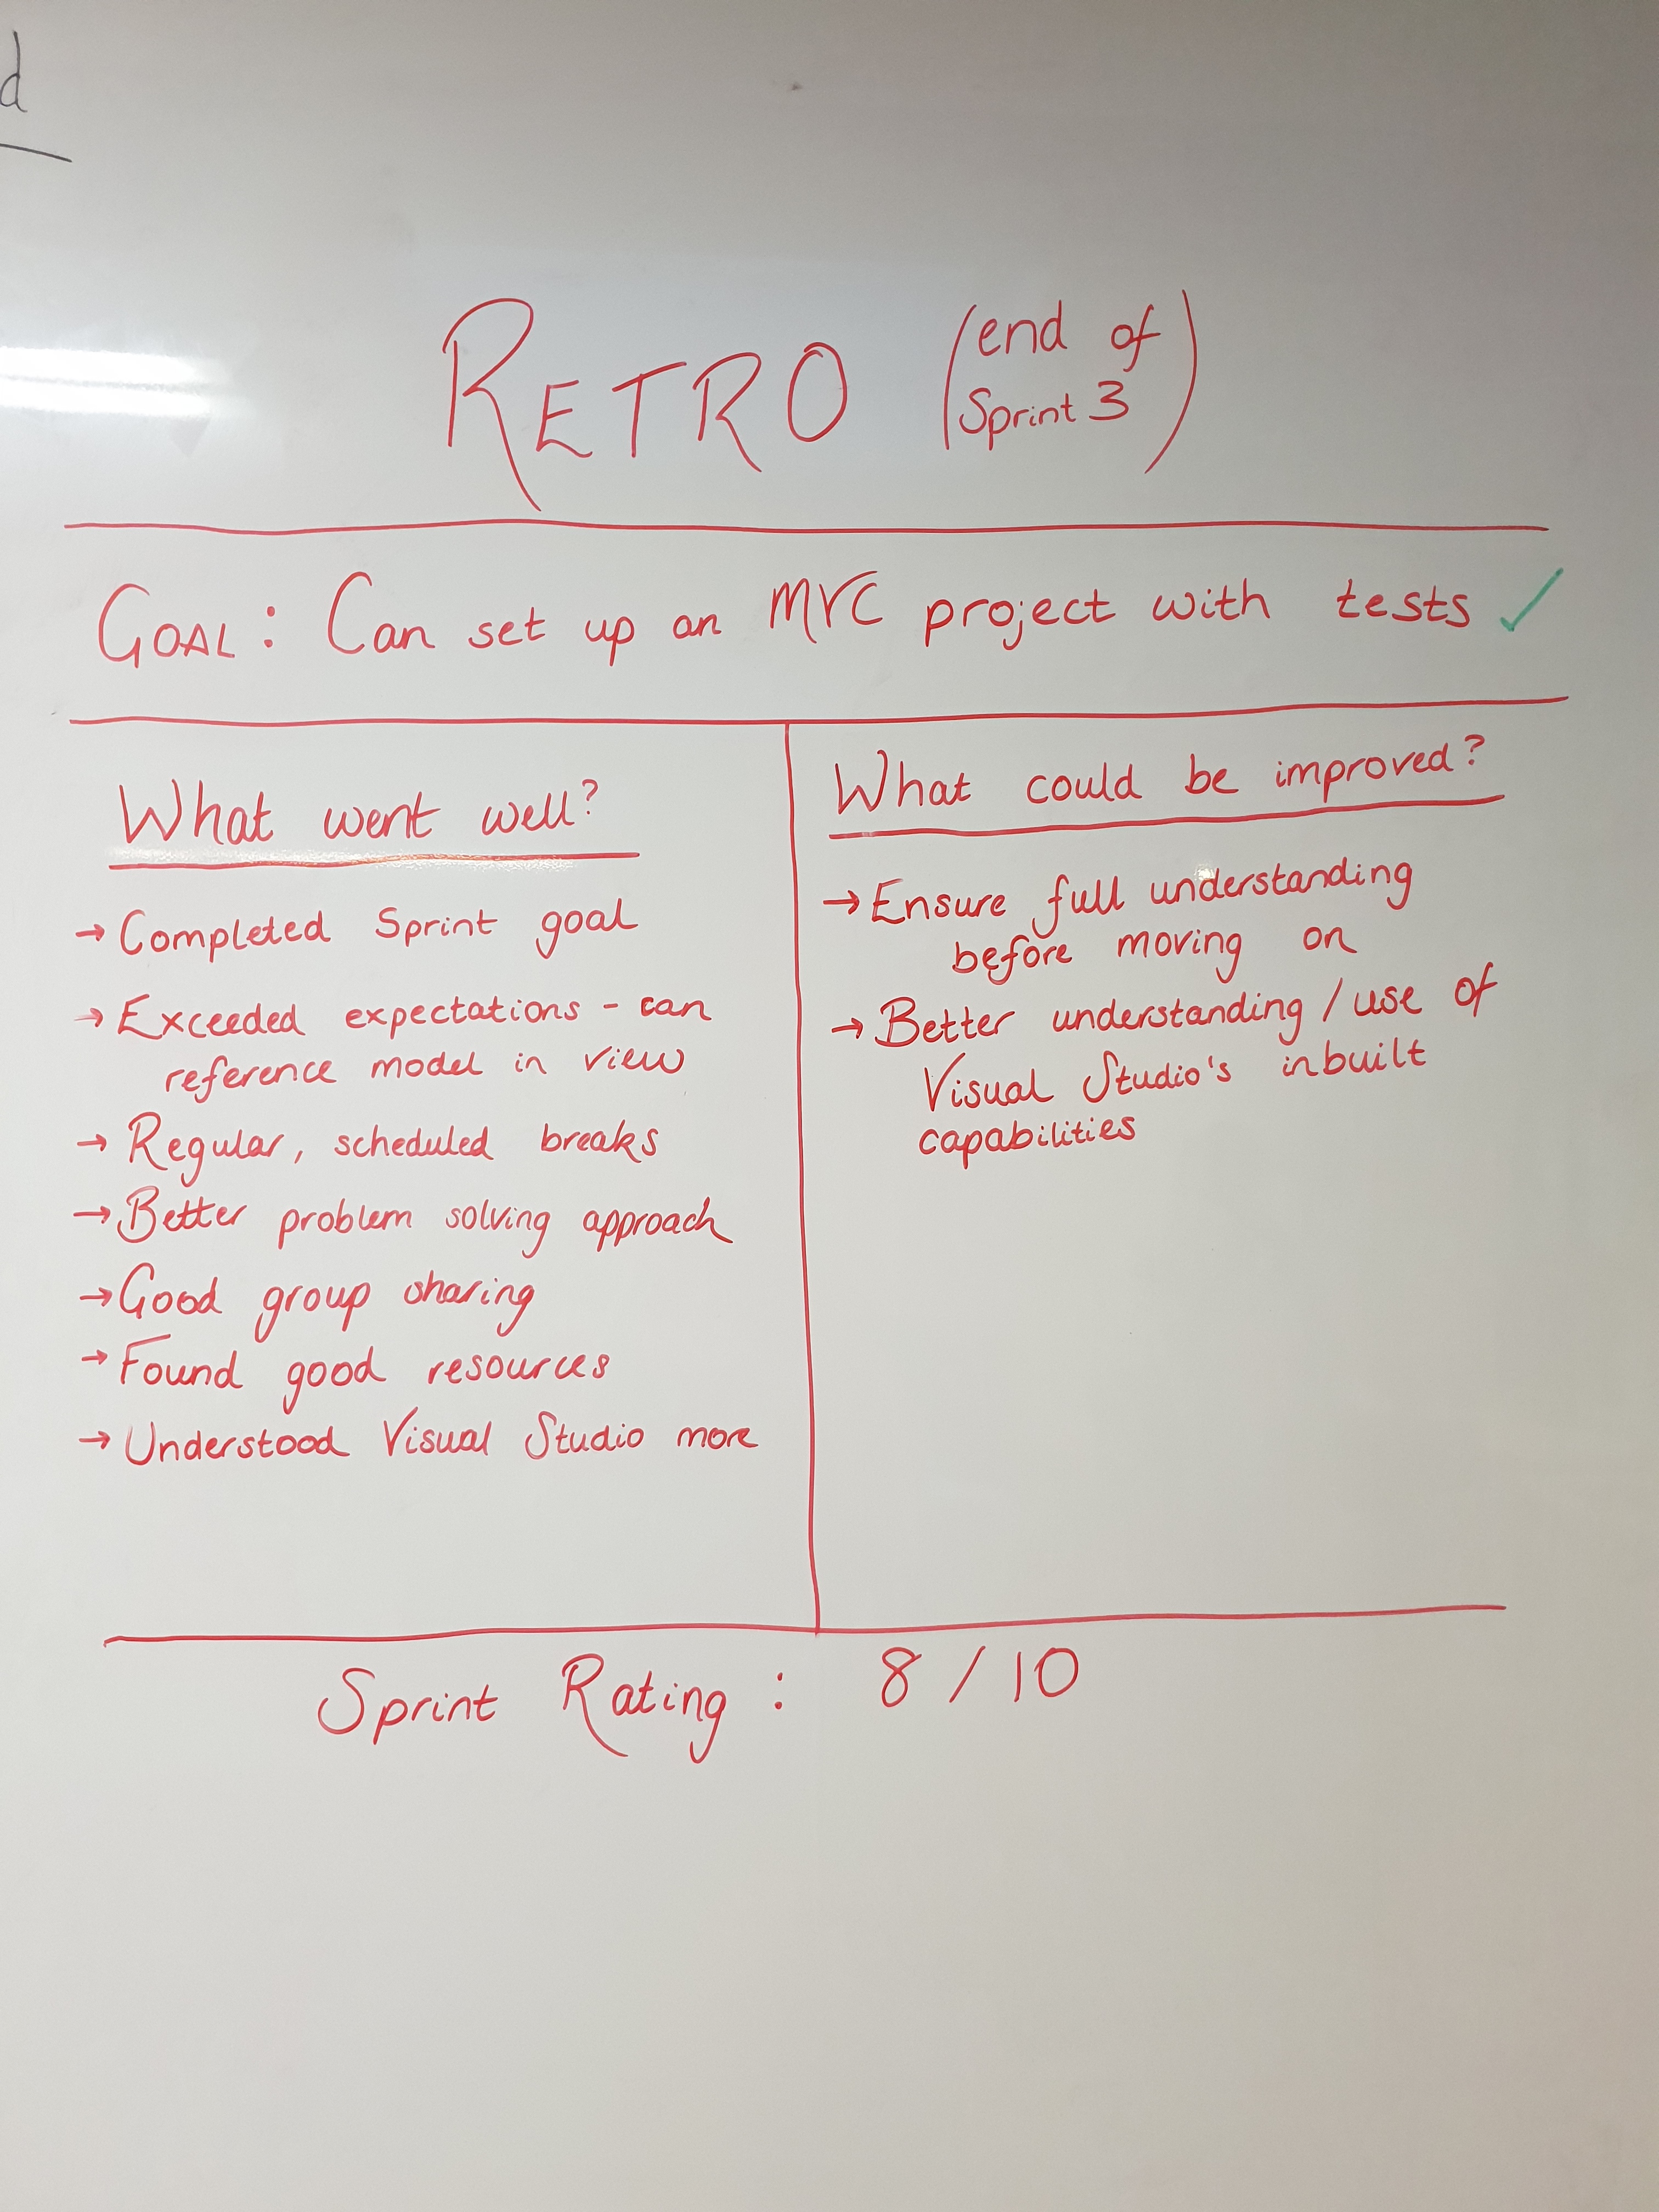 d
RETRO (end of
Sprint 3)
GOAL: Can set up an MVC project with tests ✓
What went well?
→ Completed Sprint goal
→ Exceeded expectations - can
reference model in view
→ Regular, scheduled breaks
→ Better problem solving approach
→ Good group sharing
→ Found good resources
→ Understood Visual Studio more
What could be improved?
→ Ensure full understanding
before moving on
→ Better understanding / use of
Visual Studio's inbuilt
capabilities
Sprint Rating: 8 / 10